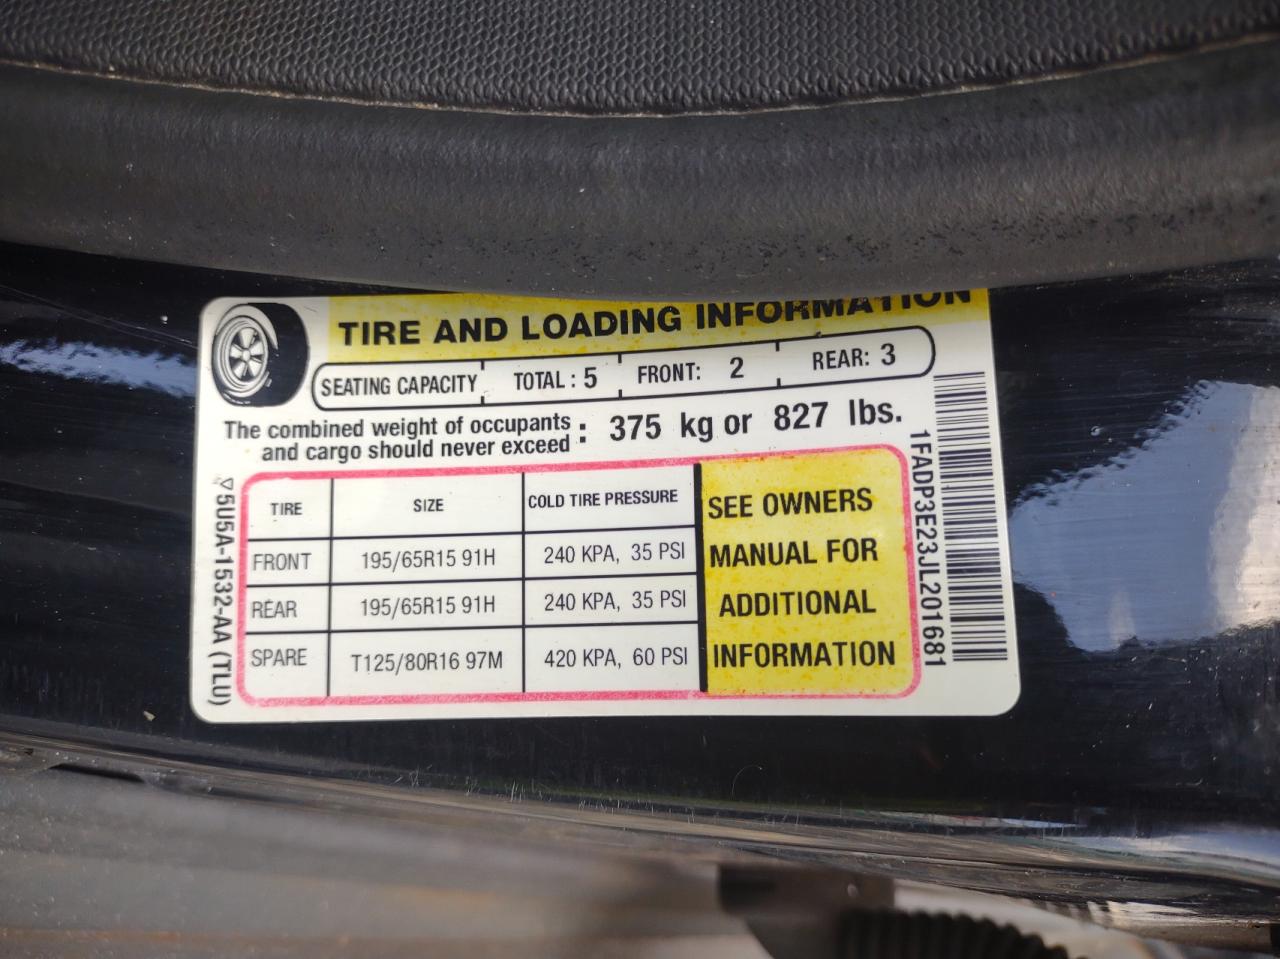 TIRE AND LOADING INFORMATION
SEATING CAPACITY TOTAL : 5 FRONT: 2 REAR: 3
The combined weight of occupants and cargo should never exceed : 375 kg or 827 lbs.
TIRE SIZE COLD TIRE PRESSURE
FRONT 195/65R15 91H 240 KPA, 35 PSI
REAR 195/65R15 91H 240 KPA, 35 PSI
SPARE T125/80R16 97M 420 KPA, 60 PSI
SEE OWNERS
MANUAL FOR
ADDITIONAL
INFORMATION
▽5U5A-1532-AA (TLU)
1FADP3E23JL201681